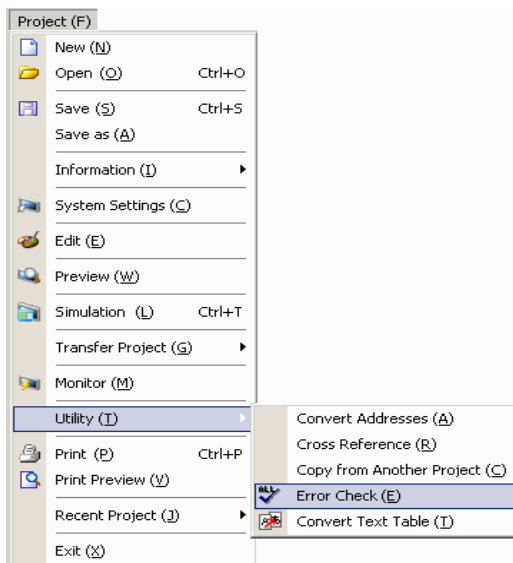 Project (F)
New (N)
Open (O) Ctrl+O
Save (S) Ctrl+S
Save as (A)
Information (I)
System Settings (C)
Edit (E)
Preview (W)
Simulation (L) Ctrl+T
Transfer Project (G)
Monitor (M)
Utility (T)
Convert Addresses (A)
Cross Reference (R)
Copy from Another Project (C)
ALL
Error Check (E)
Convert Text Table (T)
Print (P) Ctrl+P
Print Preview (V)
Recent Project (J)
Exit (X)